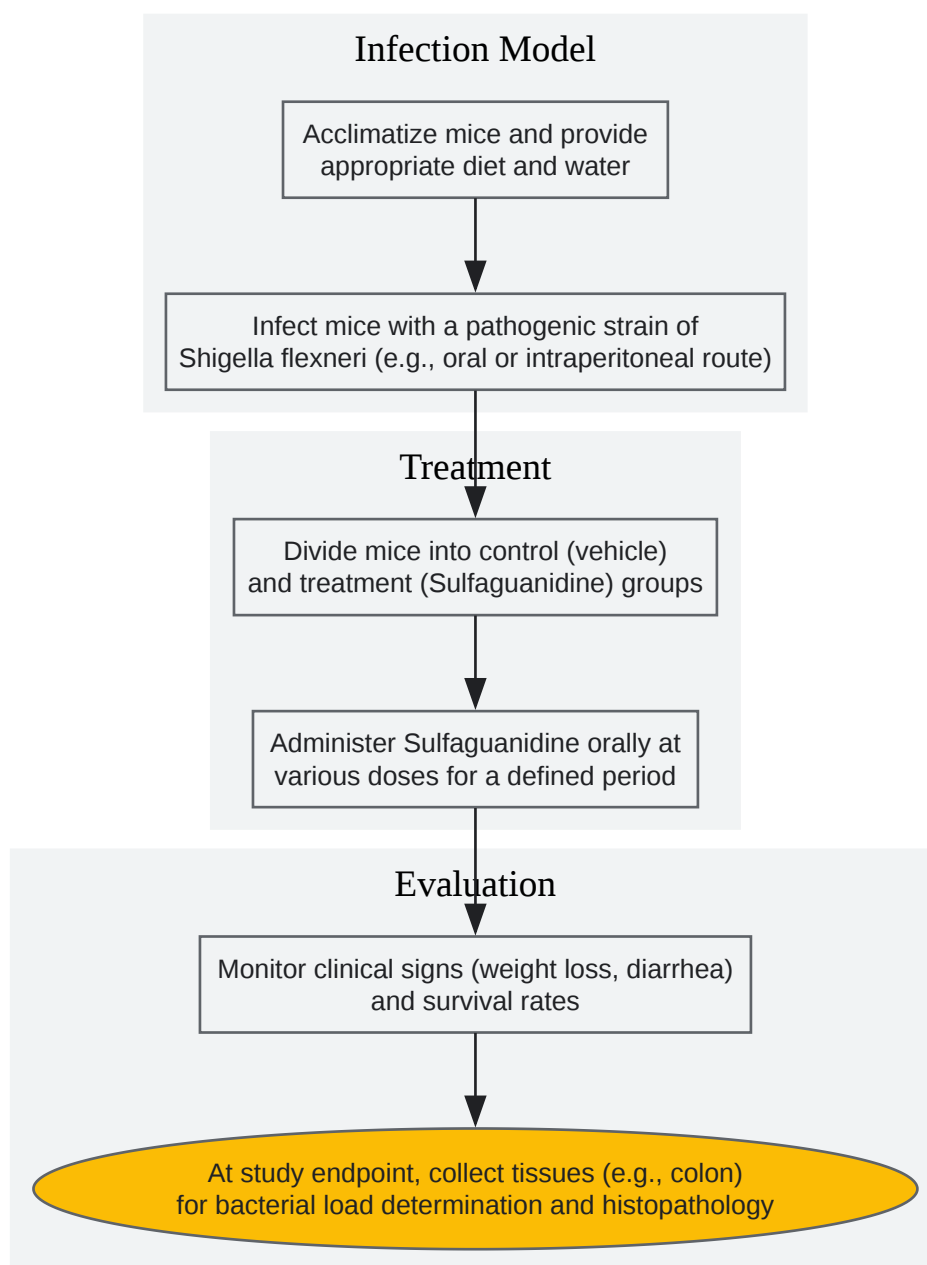 Infection Model
Acclimatize mice and provide
appropriate diet and water
Infect mice with a pathogenic strain of
Shigella flexneri (e.g., oral or intraperitoneal route)
Treatment
Divide mice into control (vehicle)
and treatment (Sulfaguanidine) groups
Administer Sulfaguanidine orally at
various doses for a defined period
Evaluation
Monitor clinical signs (weight loss, diarrhea)
and survival rates
At study endpoint, collect tissues (e.g., colon)
for bacterial load determination and histopathology